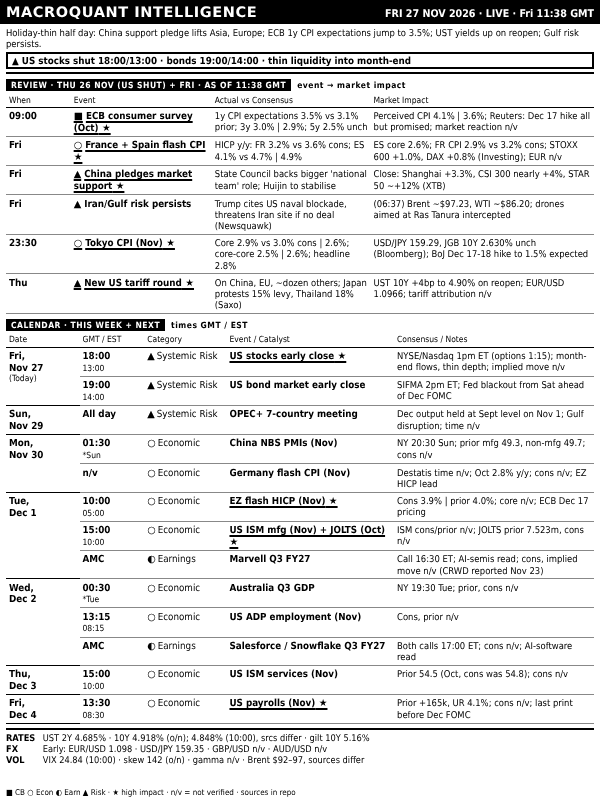 MACROQUANT INTELLIGENCE FRI 27 NOV 2026 · LIVE · Fri 11:38 GMT
Holiday-thin half day: China support pledge lifts Asia, Europe; ECB 1y CPI expectations jump to 3.5%; UST yields up on reopen; Gulf risk
persists.
▲ US stocks shut 18:00/13:00 · bonds 19:00/14:00 · thin liquidity into month-end
REVIEW · THU 26 NOV (US SHUT) + FRI · AS OF 11:38 GMT event → market impact
When Event Actual vs Consensus Market Impact
09:00 ■ ECB consumer survey 1y CPI expectations 3.5% vs 3.1% Perceived CPI 4.1% | 3.6%; Reuters: Dec 17 hike all
(Oct) ★ prior; 3y 3.0% | 2.9%; 5y 2.5% unch but promised; market reaction n/v
Fri ○ France + Spain flash CPI HICP y/y: FR 3.2% vs 3.6% cons; ES ES core 2.6%; FR CPI 2.9% vs 3.2% cons; STOXX
★ 4.1% vs 4.7% | 4.9% 600 +1.0%, DAX +0.8% (Investing); EUR n/v
Fri ▲ China pledges market State Council backs bigger 'national Close: Shanghai +3.3%, CSI 300 nearly +4%, STAR
support ★ team' role; Huijin to stabilise 50 ~+12% (XTB)
Fri ▲ Iran/Gulf risk persists Trump cites US naval blockade, (06:37) Brent ~$97.23, WTI ~$86.20; drones
threatens Iran site if no deal aimed at Ras Tanura intercepted
(Newsquawk)
23:30 ○ Tokyo CPI (Nov) ★ Core 2.9% vs 3.0% cons | 2.6%; USD/JPY 159.29, JGB 10Y 2.630% unch
core-core 2.5% | 2.6%; headline (Bloomberg); BoJ Dec 17-18 hike to 1.5% expected
2.8%
Thu ▲ New US tariff round ★ On China, EU, ~dozen others; Japan UST 10Y +4bp to 4.90% on reopen; EUR/USD
protests 15% levy, Thailand 18% 1.0966; tariff attribution n/v
(Saxo)
CALENDAR · THIS WEEK + NEXT times GMT / EST
Date GMT / EST Category Event / Catalyst Consensus / Notes
Fri, 18:00 ▲ Systemic Risk US stocks early close ★ NYSE/Nasdaq 1pm ET (options 1:15); month-
Nov 27 13:00 end flows, thin depth; implied move n/v
(Today)
19:00 ▲ Systemic Risk US bond market early close SIFMA 2pm ET; Fed blackout from Sat ahead
14:00 of Dec FOMC
Sun, All day ▲ Systemic Risk OPEC+ 7-country meeting Dec output held at Sept level on Nov 1; Gulf
Nov 29 disruption; time n/v
Mon, 01:30 ○ Economic China NBS PMIs (Nov) NY 20:30 Sun; prior mfg 49.3, non-mfg 49.7;
Nov 30 *Sun cons n/v
n/v ○ Economic Germany flash CPI (Nov) Destatis time n/v; Oct 2.8% y/y; cons n/v; EZ
HICP lead
Tue, 10:00 ○ Economic EZ flash HICP (Nov) ★ Cons 3.9% | prior 4.0%; core n/v; ECB Dec 17
Dec 1 05:00 pricing
15:00 ○ Economic US ISM mfg (Nov) + JOLTS (Oct) ISM cons/prior n/v; JOLTS prior 7.523m, cons
10:00 ★ n/v
AMC ◐ Earnings Marvell Q3 FY27 Call 16:30 ET; AI-semis read; cons, implied
move n/v (CRWD reported Nov 23)
Wed, 00:30 ○ Economic Australia Q3 GDP NY 19:30 Tue; prior, cons n/v
Dec 2 *Tue
13:15 ○ Economic US ADP employment (Nov) Cons, prior n/v
08:15
AMC ◐ Earnings Salesforce / Snowflake Q3 FY27 Both calls 17:00 ET; cons n/v; AI-software
read
Thu, 15:00 ○ Economic US ISM services (Nov) Prior 54.5 (Oct, cons was 54.8); cons n/v
Dec 3 10:00
Fri, 13:30 ○ Economic US payrolls (Nov) ★ Prior +165k, UR 4.1%; cons n/v; last print
Dec 4 08:30 before Dec FOMC
RATES UST 2Y 4.685% · 10Y 4.918% (o/n); 4.848% (10:00), srcs differ · gilt 10Y 5.16%
FX Early: EUR/USD 1.098 · USD/JPY 159.35 · GBP/USD n/v · AUD/USD n/v
VOL VIX 24.84 (10:00) · skew 142 (o/n) · gamma n/v · Brent $92–97, sources differ
■ CB ○ Econ ◐ Earn ▲ Risk · ★ high impact · n/v = not verified · sources in repo